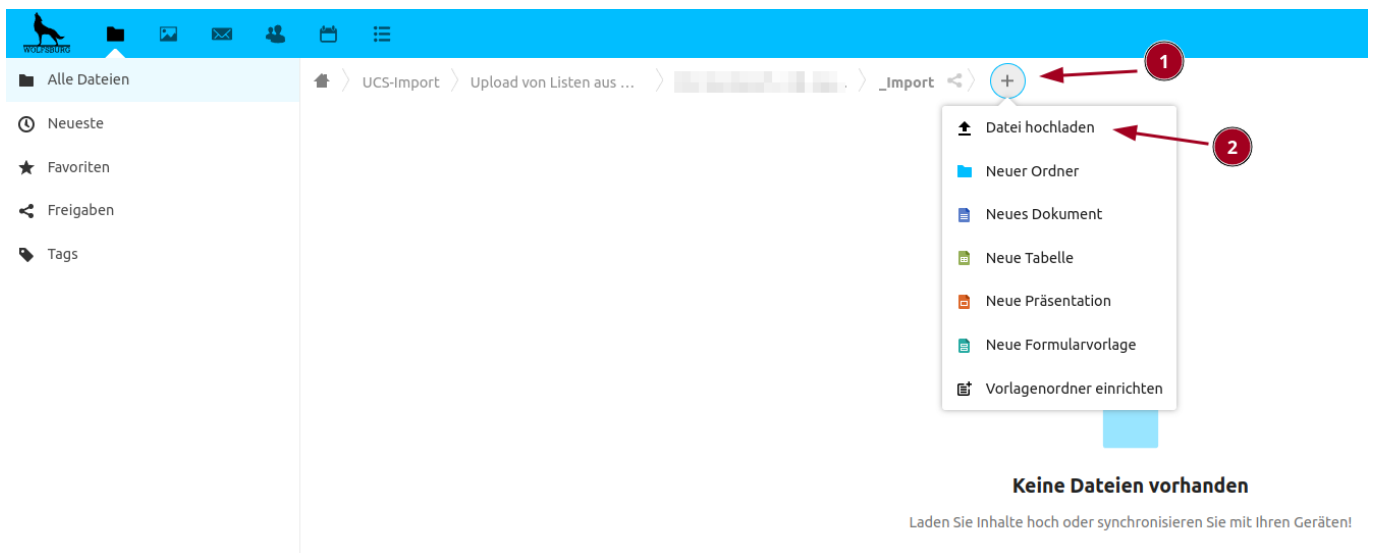 WOLFSBURG
Alle Dateien
Neueste
Favoriten
Freigaben
Tags
UCS-Import Upload von Listen aus ... _Import +
1
Datei hochladen
2
Neuer Ordner
Neues Dokument
Neue Tabelle
Neue Präsentation
Neue Formularvorlage
Vorlagenordner einrichten
Keine Dateien vorhanden
Laden Sie Inhalte hoch oder synchronisieren Sie mit Ihren Geräten!